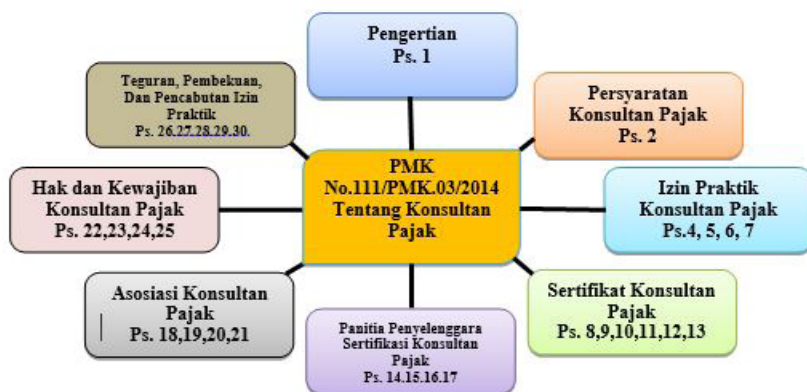 Pengertian
Ps. 1
Teguran, Pembekuan,
Dan Pencabutan Izin
Praktik
Ps. 26.27.28.29.30.
Persyaratan
Konsultan Pajak
Ps. 2
PMK
No.111/PMK.03/2014
Tentang Konsultan
Pajak
Hak dan Kewajiban
Konsultan Pajak
Ps. 22,23,24,25
Izin Praktik
Konsultan Pajak
Ps.4, 5, 6, 7
Asosiasi Konsultan
Pajak
Ps. 18,19,20,21
Sertifikat Konsultan
Pajak
Ps. 8,9,10,11,12,13
Panitia Penyelenggara
Sertifikasi Konsultan
Pajak
Ps. 14.15.16.17